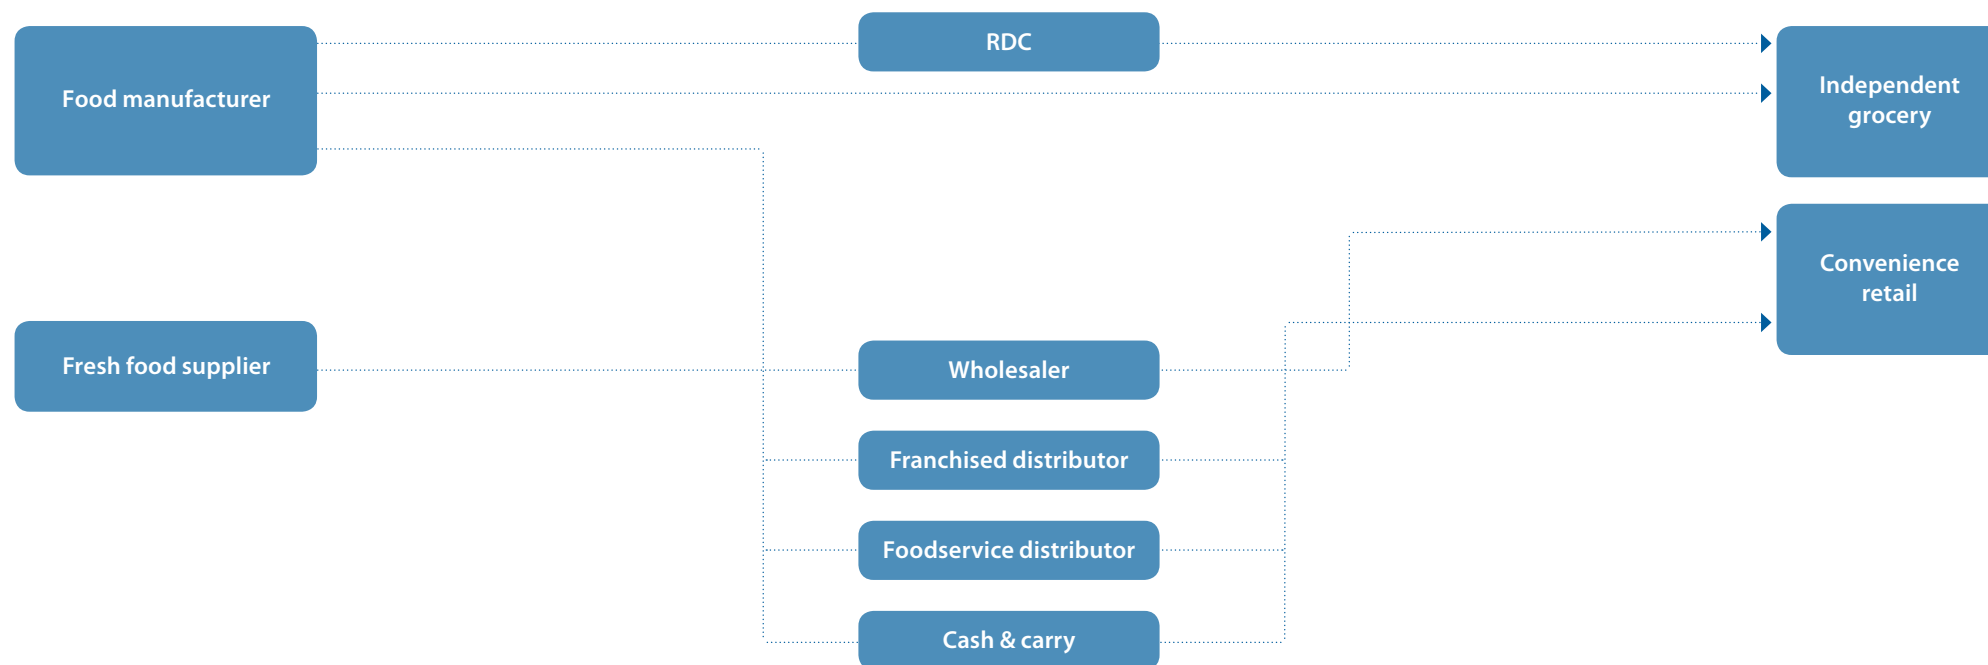 RDC
Food manufacturer
Independent
grocery
Convenience
retail
Fresh food supplier
Wholesaler
Franchised distributor
Foodservice distributor
Cash & carry